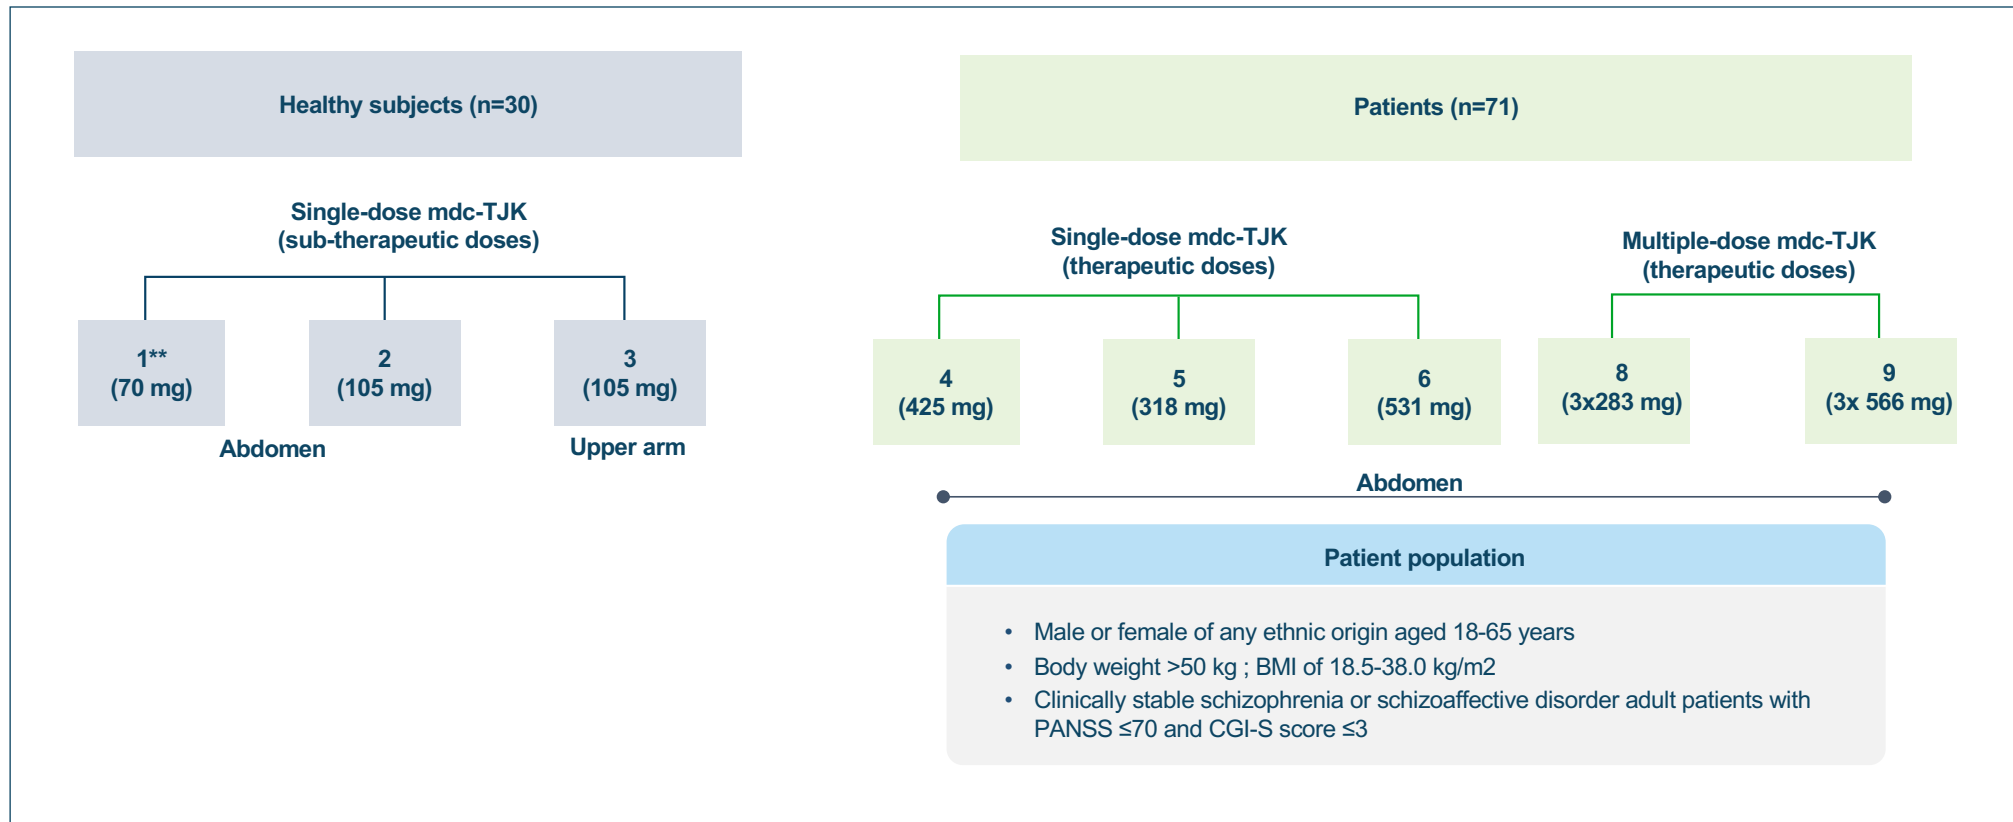 Healthy subjects (n=30)
Single-dose mdc-TJK
(sub-therapeutic doses)
1**
(70 mg)
2
(105 mg)
3
(105 mg)
Abdomen
Upper arm
Patients (n=71)
Single-dose mdc-TJK
(therapeutic doses)
Multiple-dose mdc-TJK
(therapeutic doses)
4
(425 mg)
5
(318 mg)
6
(531 mg)
8
(3x283 mg)
9
(3x 566 mg)
Abdomen
Patient population
• Male or female of any ethnic origin aged 18-65 years
• Body weight >50 kg ; BMI of 18.5-38.0 kg/m2
• Clinically stable schizophrenia or schizoaffective disorder adult patients with
PANSS ≤70 and CGI-S score ≤3